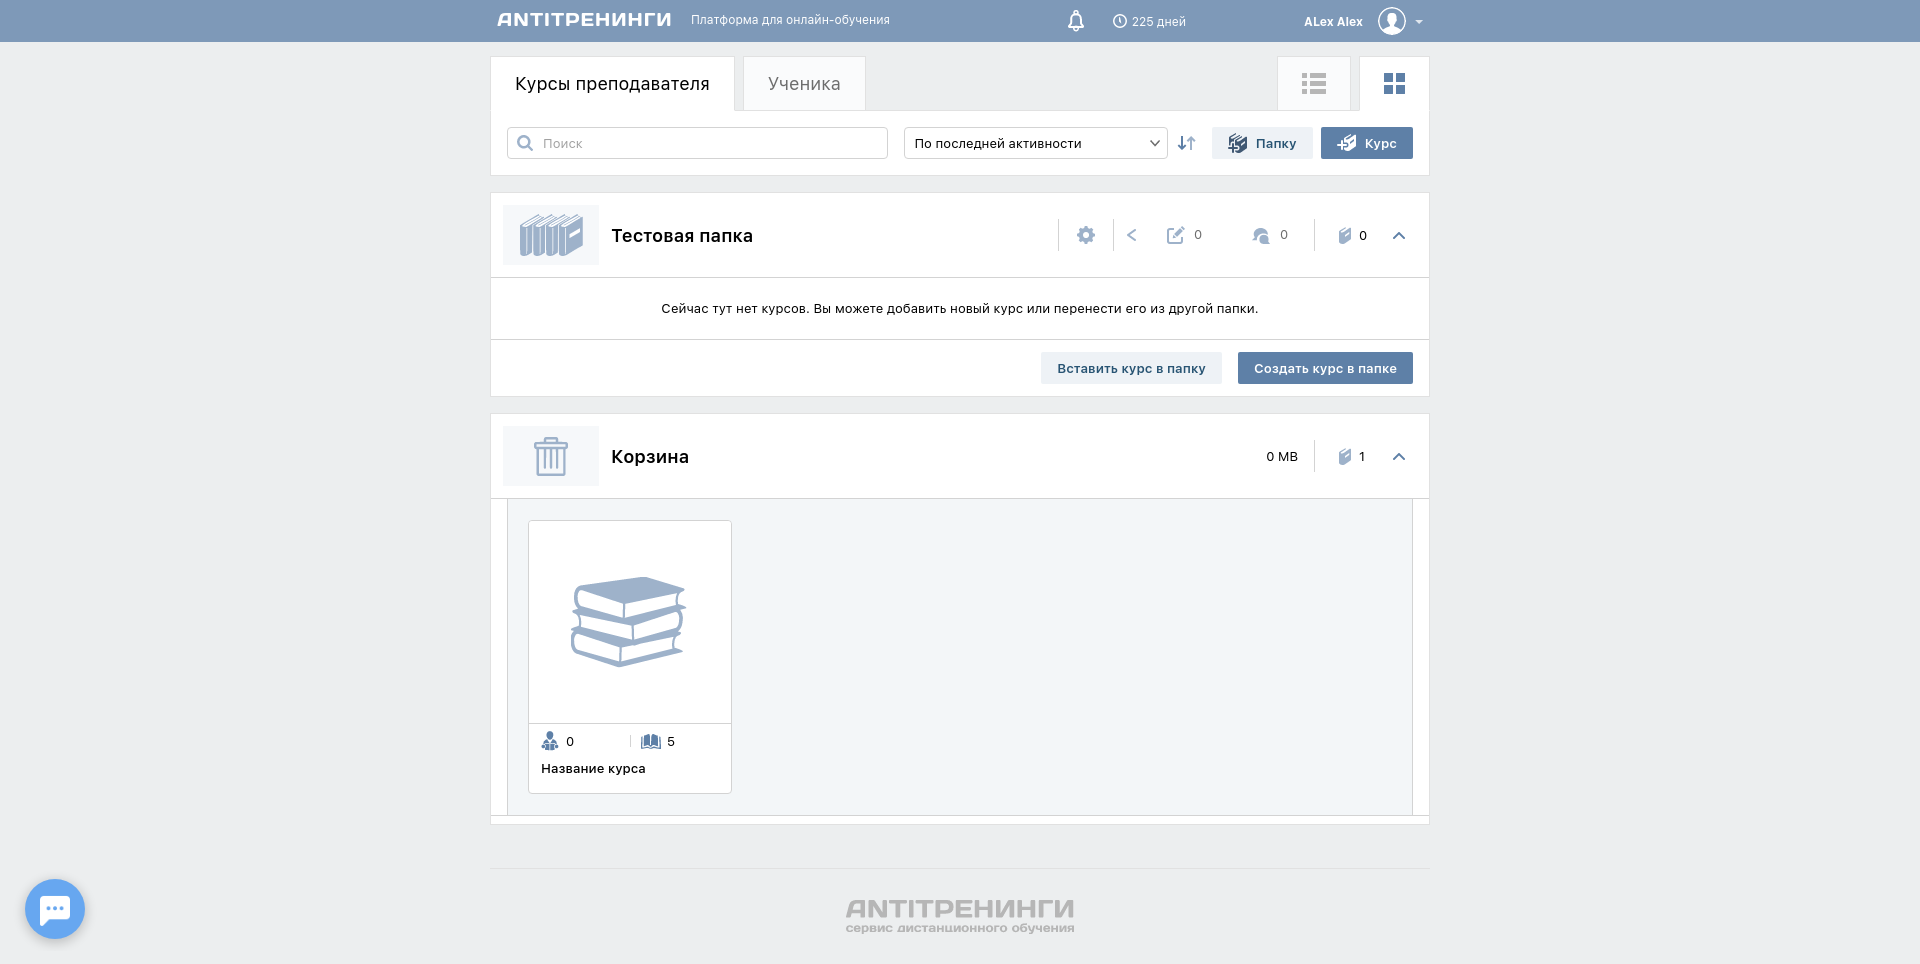 АНТІТРЕНИНГИ Платформа для онлайн-обучения 225 дней ALex Alex
Курсы преподавателя Ученика
Поиск По последней активности Папку Курс
Тестовая папка 0 0 0
Сейчас тут нет курсов. Вы можете добавить новый курс или перенести его из другой папки.
Вставить курс в папку Создать курс в папке
Корзина 0 MB 1
0 5
Название курса
АНТІТРЕНИНГИ
сервис дистанционного обучения